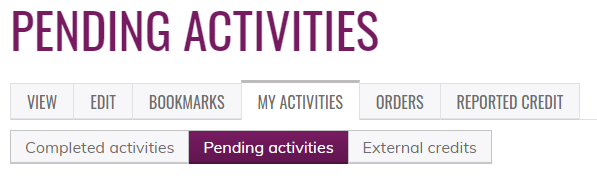 PENDING ACTIVITIES
VIEW EDIT BOOKMARKS MY ACTIVITIES ORDERS REPORTED CREDIT
Completed activities Pending activities External credits